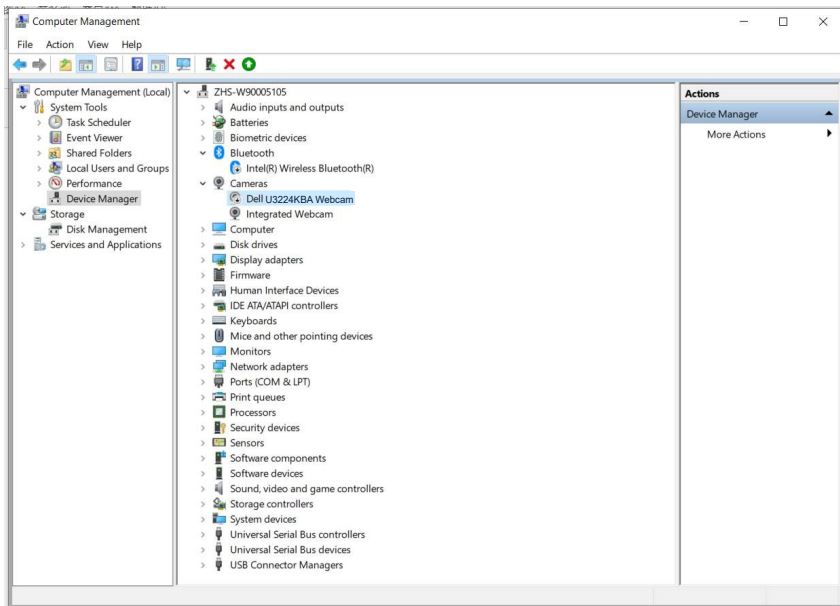 Computer Management
File Action View Help
Computer Management (Local)
System Tools
Task Scheduler
Event Viewer
Shared Folders
Local Users and Groups
Performance
Device Manager
Storage
Disk Management
Services and Applications
ZHS-W90005105
Audio inputs and outputs
Batteries
Biometric devices
Bluetooth
Intel(R) Wireless Bluetooth(R)
Cameras
Dell U3224KBA Webcam
Integrated Webcam
Computer
Disk drives
Display adapters
Firmware
Human Interface Devices
IDE ATA/ATAPI controllers
Keyboards
Mice and other pointing devices
Monitors
Network adapters
Ports (COM & LPT)
Print queues
Processors
Security devices
Sensors
Software components
Software devices
Sound, video and game controllers
Storage controllers
System devices
Universal Serial Bus controllers
Universal Serial Bus devices
USB Connector Managers
Actions
Device Manager
More Actions